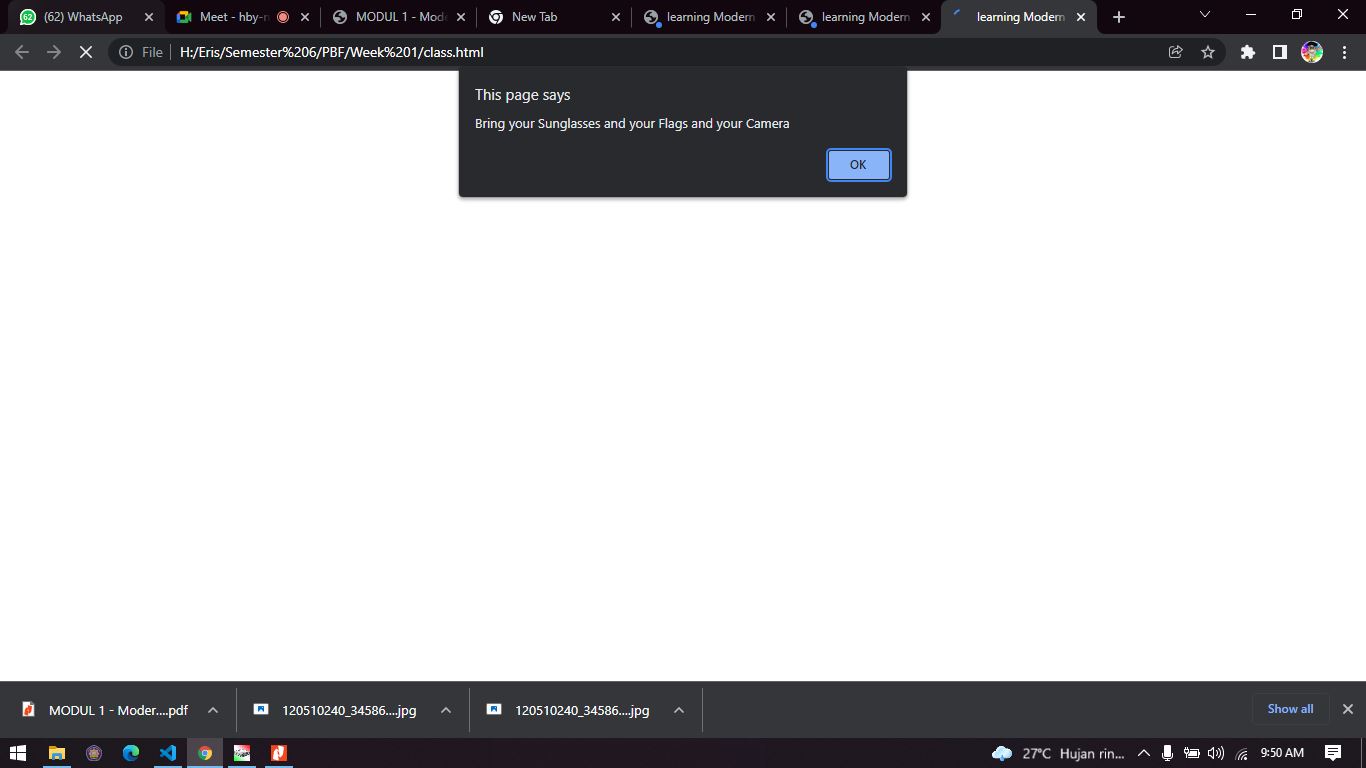 62 (62) WhatsApp
Meet - hby-n
MODUL 1 - Mode
New Tab
learning Modern
learning Modern
learning Modern
File H:/Eris/Semester%206/PBF/Week%201/class.html
This page says
Bring your Sunglasses and your Flags and your Camera
OK
MODUL 1 - Moder....pdf
120510240_34586....jpg
120510240_34586....jpg
Show all
27°C Hujan rin... 9:50 AM